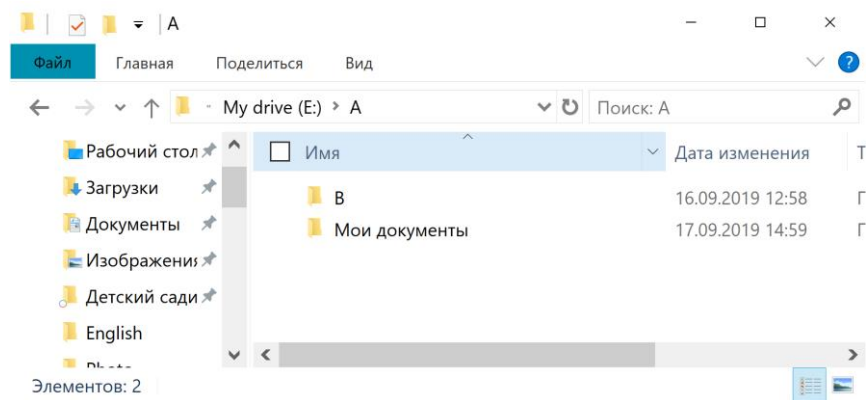 А
Файл Главная Поделиться Вид
My drive (E:) А Поиск: А
Рабочий стол
Загрузки
Документы
Изображения
Детский сади
English
Имя Дата изменения
В 16.09.2019 12:58
Мои документы 17.09.2019 14:59
Элементов: 2